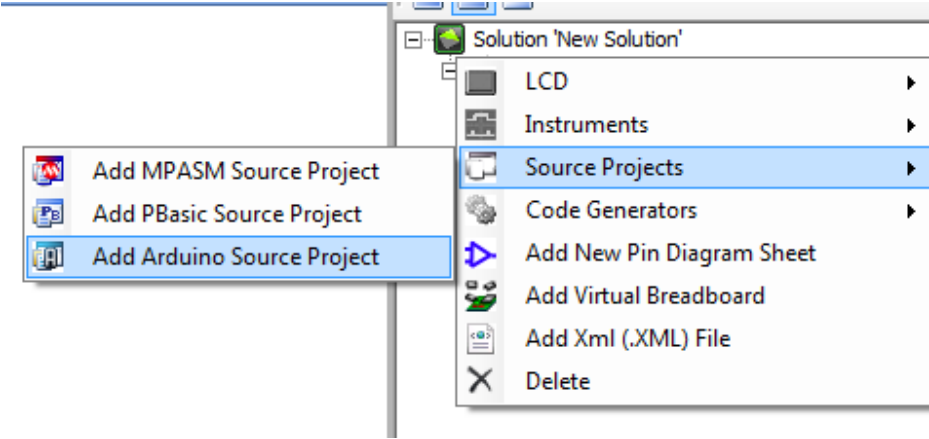 Solution 'New Solution'
LCD
Instruments
Source Projects
Code Generators
Add New Pin Diagram Sheet
Add Virtual Breadboard
Add Xml (.XML) File
Delete
Add MPASM Source Project
Add PBasic Source Project
Add Arduino Source Project